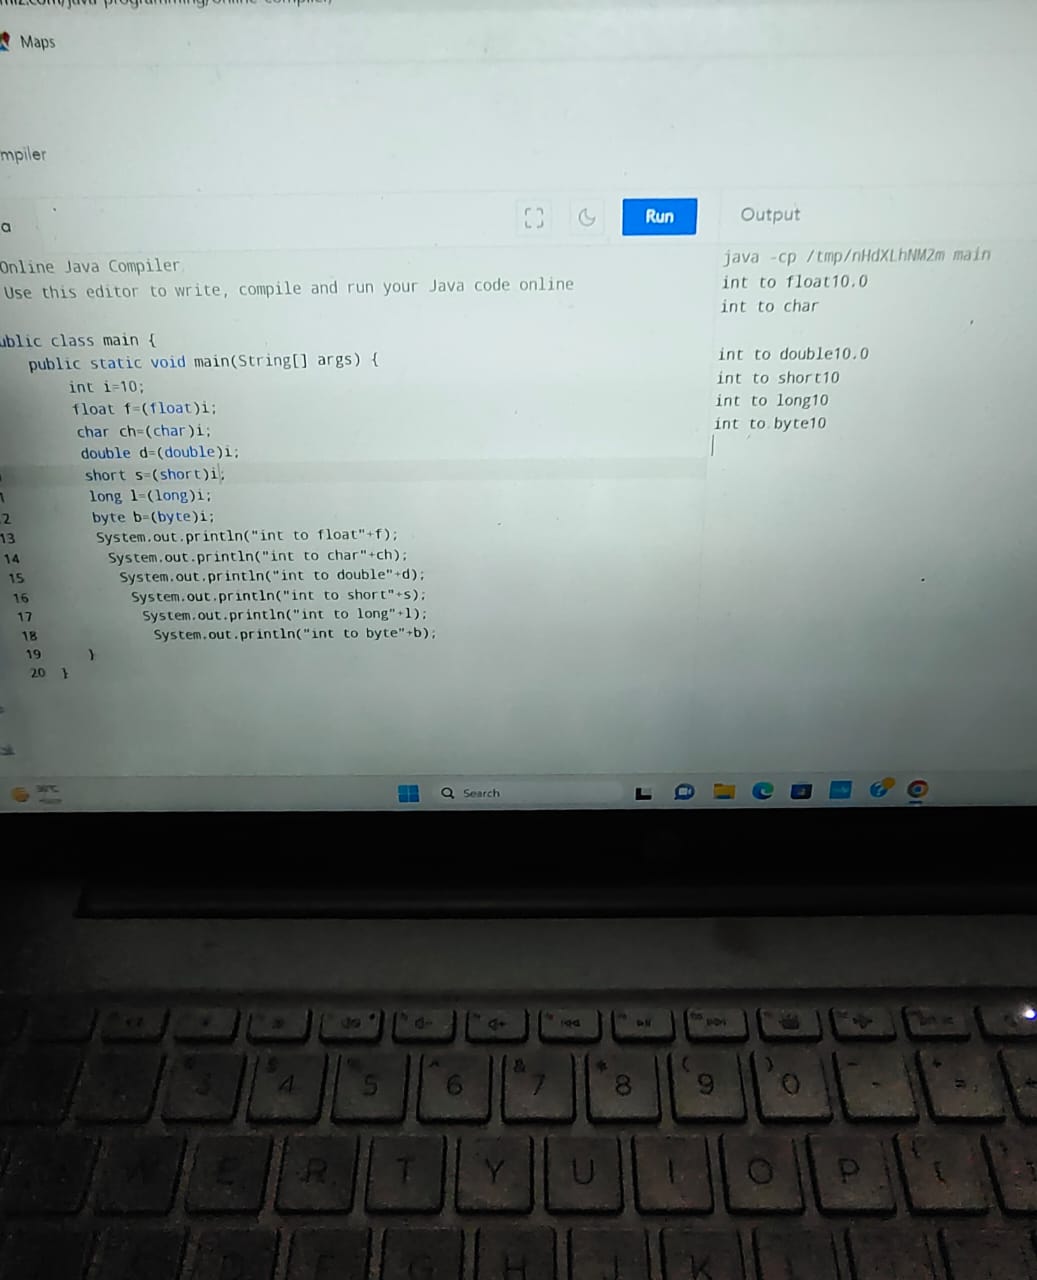 Maps
mpiler
a
Run
Output
Online Java Compiler
Use this editor to write, compile and run your Java code online
ublic class main {
public static void main(String[] args) {
int i=10;
float f=(float)i;
char ch=(char)i;
double d=(double)i;
short s=(short)i;
1 long l=(long)i;
2 byte b=(byte)i;
13 System.out.println("int to float"+f);
14 System.out.println("int to char"+ch);
15 System.out.println("int to double"+d);
16 System.out.println("int to short"+s);
17 System.out.println("int to long"+l);
18 System.out.println("int to byte"+b);
19 }
20 }
java -cp /tmp/nHdXLhNM2m main
int to float10.0
int to char
int to double10.0
int to short10
int to long10
int to byte10
Search
3 $ 4 5 ^ 6 & 7 * 8 ( 9 ) 0 - + =
W E R T Y U I O P { [
G H J K